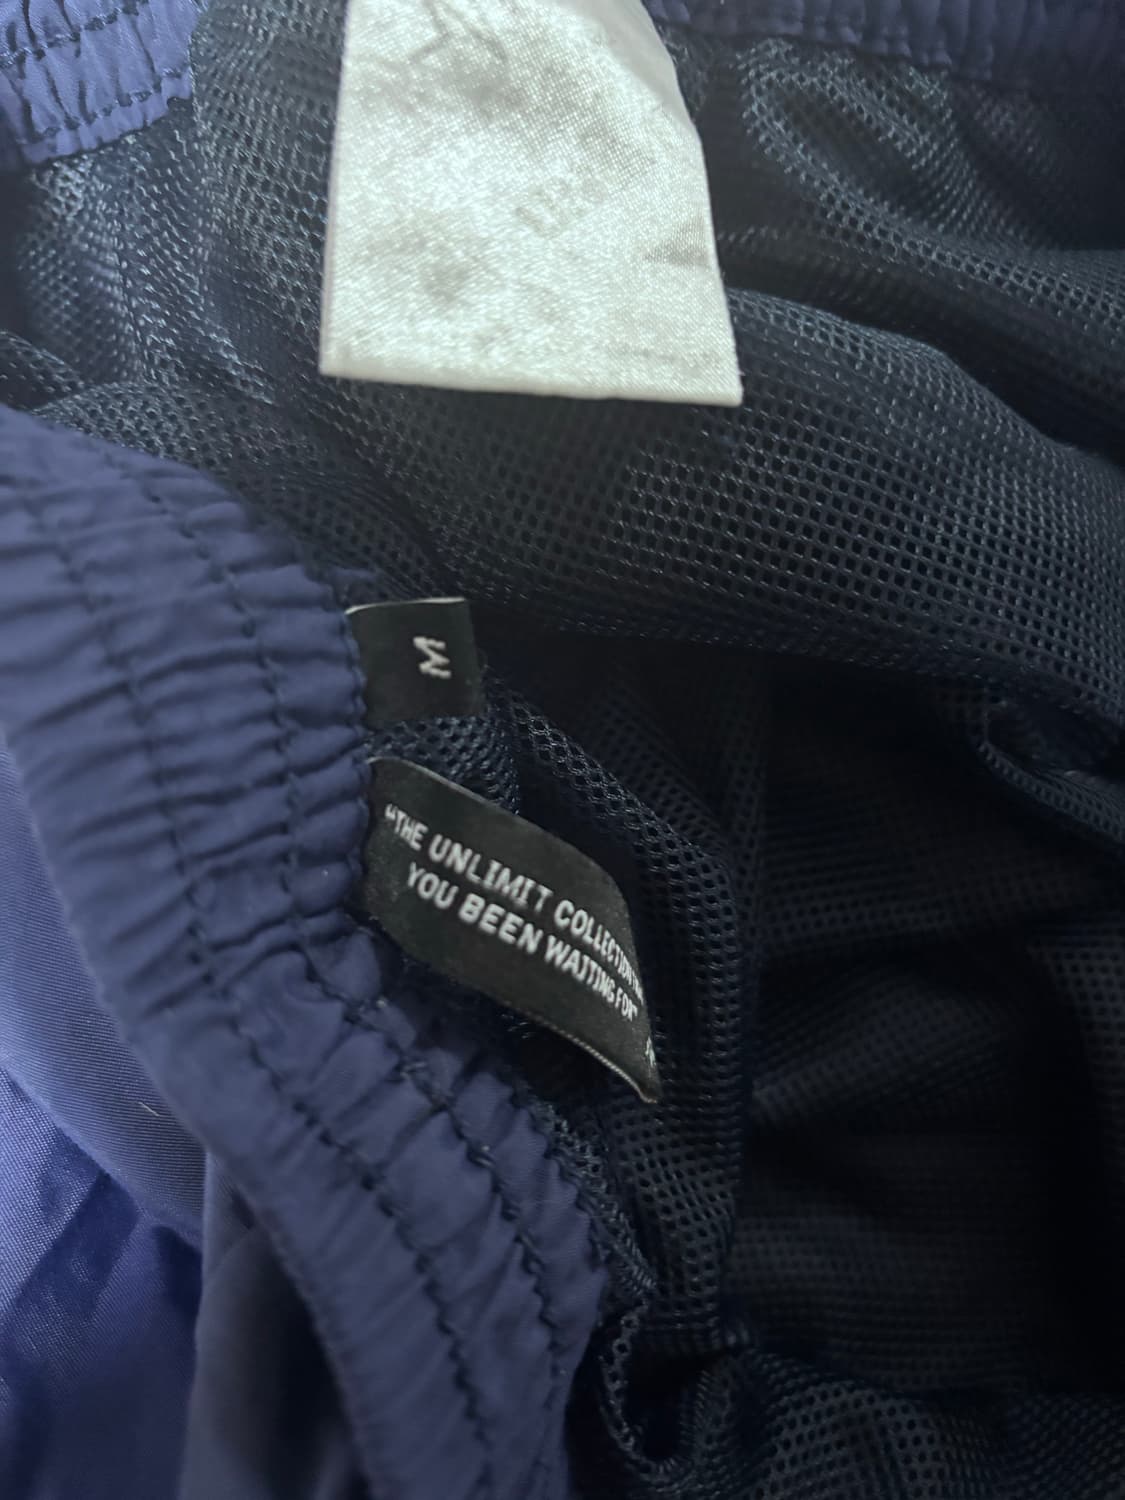 M
"THE UNLIMIT COLLECTION
YOU BEEN WAITING FOR"